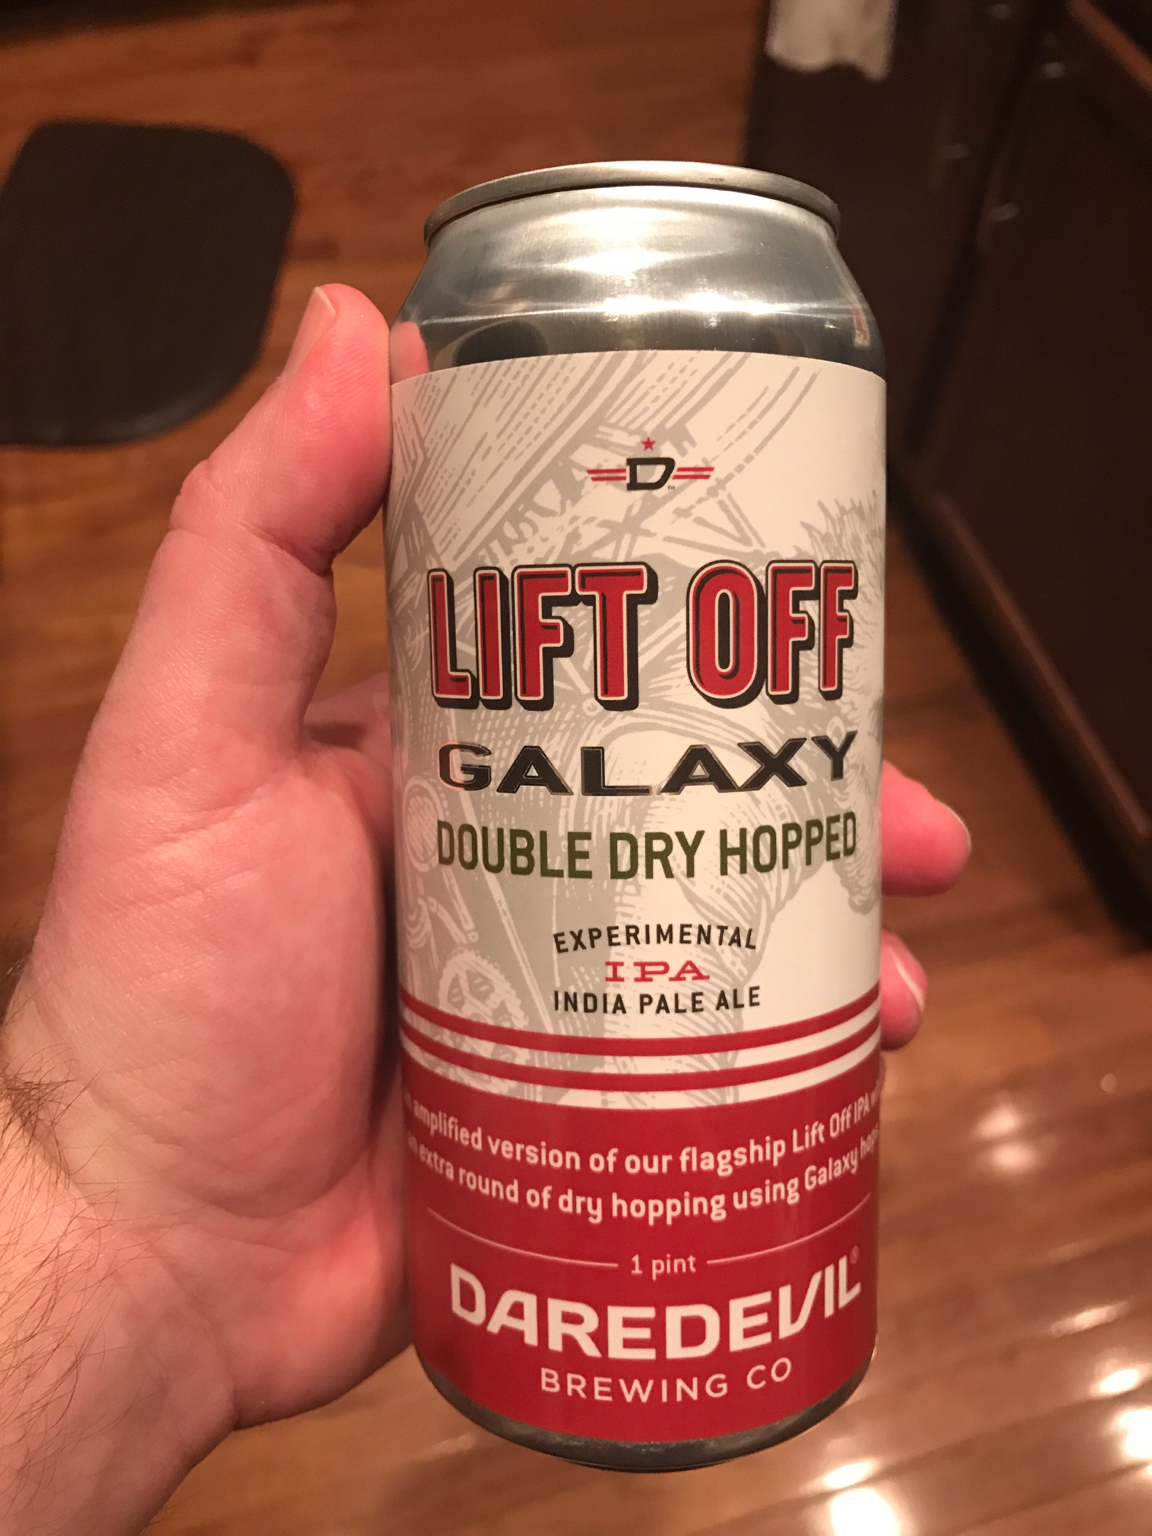 D
LIFT OFF
GALAXY
DOUBLE DRY HOPPED
EXPERIMENTAL
IPA
INDIA PALE ALE
amplified version of our flagship Lift Off IPA
extra round of dry hopping using Galaxy
1 pint
DAREDEVIL®
BREWING CO